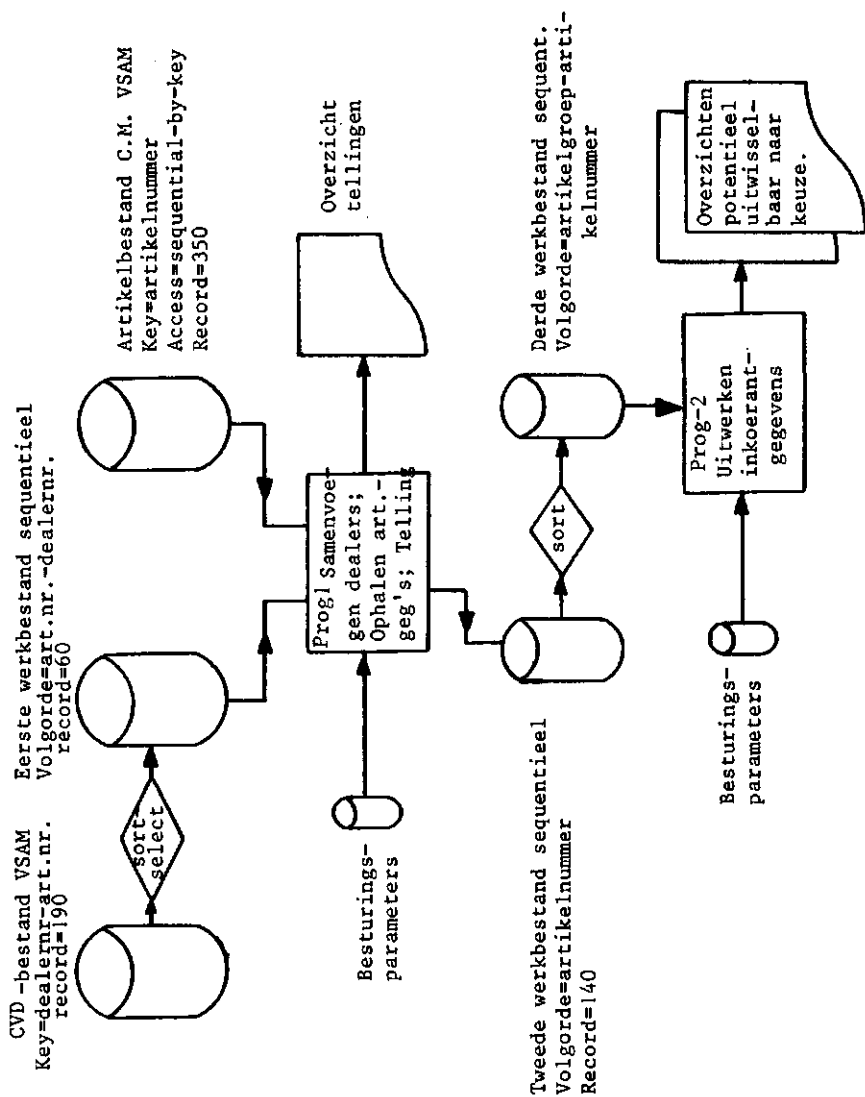 CVD-bestand VSAM
Key=dealernr-art.nr.
record=190
sort-
select
Eerste werkbestand sequentieel
Volgorde=art.nr.-dealernr.
record=60
Artikelbestand C.M. VSAM
Key=artikelnummer
Access=sequential-by-key
Record=350
Besturings-
parameters
Prog1 Samenvoe-
gen dealers;
Ophalen art.-
geg's; Telling
Overzicht
tellingen
Tweede werkbestand sequentieel
Volgorde=artikelnummer
Record=140
sort
Derde werkbestand sequent.
Volgorde=artikelgroep-arti-
kelnummer
Besturings-
parameters
Prog-2
Uitwerken
inkoerant-
gegevens
Overzichten
potentieel
uitwissel-
baar naar
keuze.